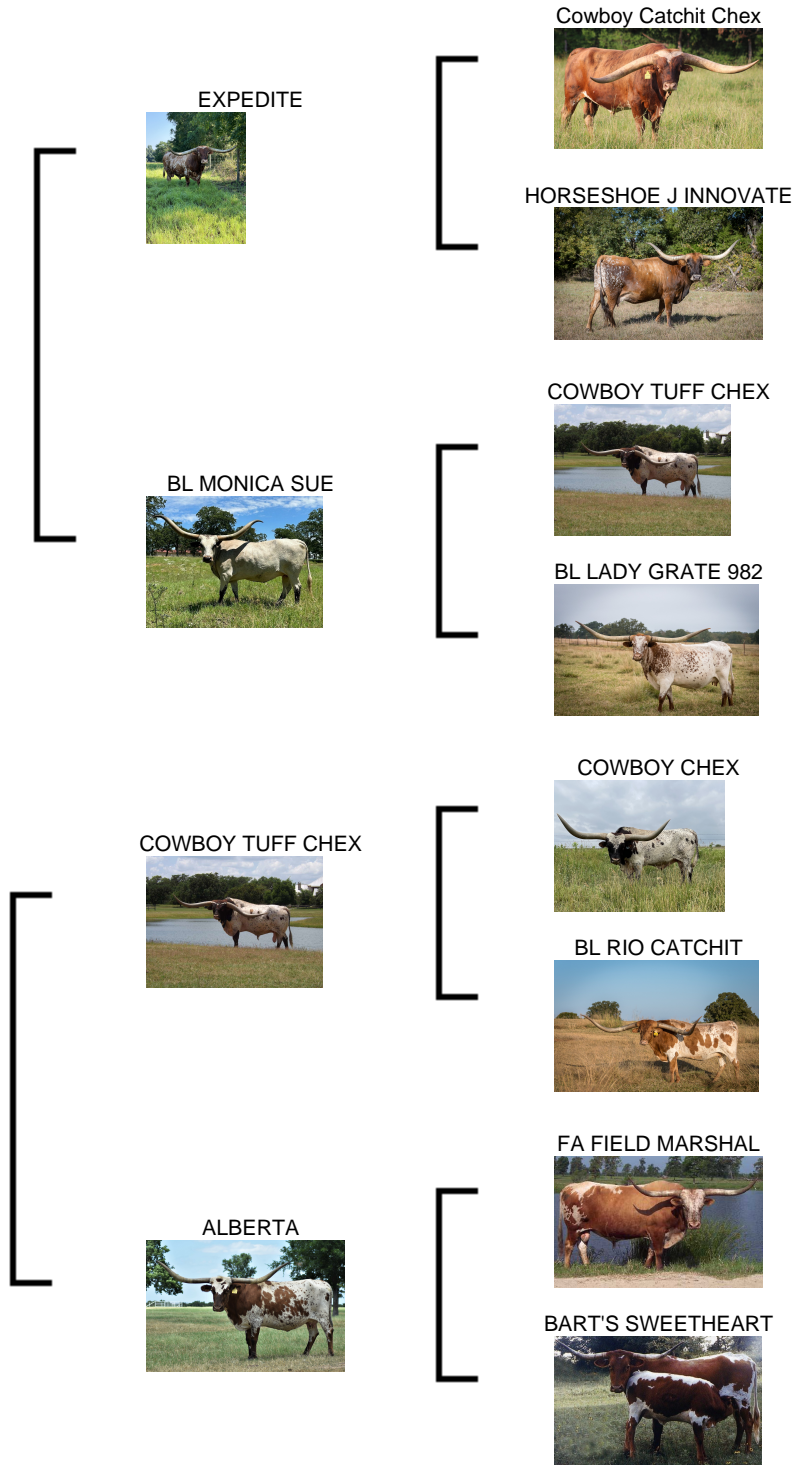 Cowboy Catchit Chex
EXPEDITE
HORSESHOE J INNOVATE
COWBOY TUFF CHEX
BL MONICA SUE
BL LADY GRATE 982
COWBOY CHEX
COWBOY TUFF CHEX
BL RIO CATCHIT
FA FIELD MARSHAL
ALBERTA
BART'S SWEETHEART